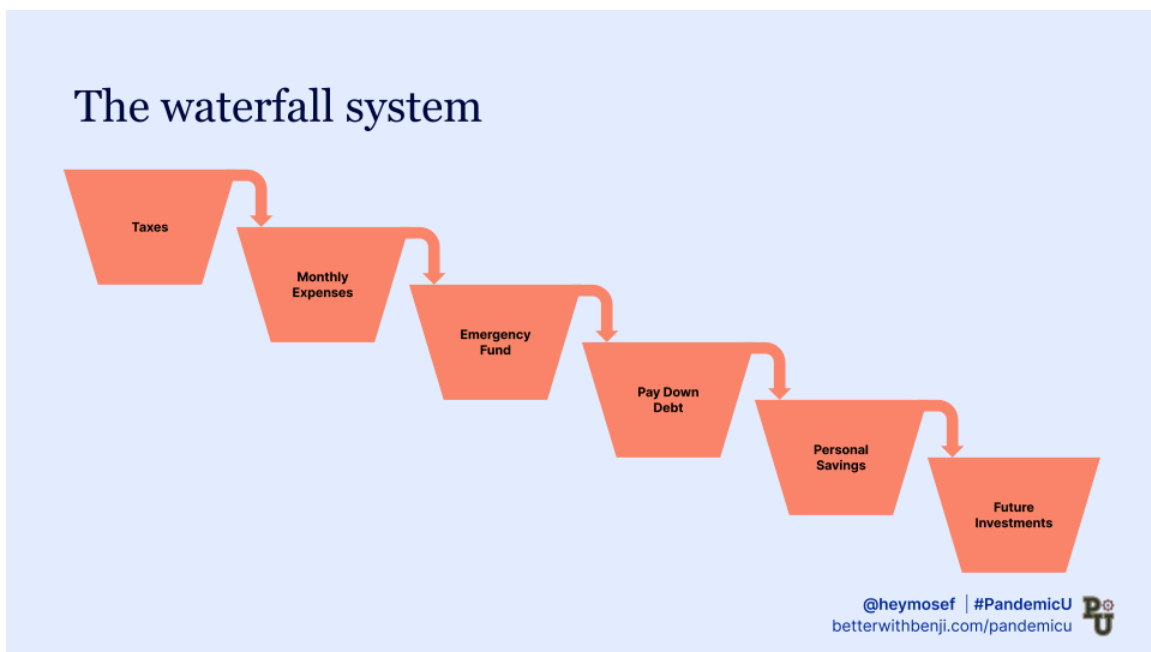 The waterfall system
Taxes
Monthly
Expenses
Emergency
Fund
Pay Down
Debt
Personal
Savings
Future
Investments
@heymosef | #PandemicU
betterwithbenji.com/pandemicu
PU